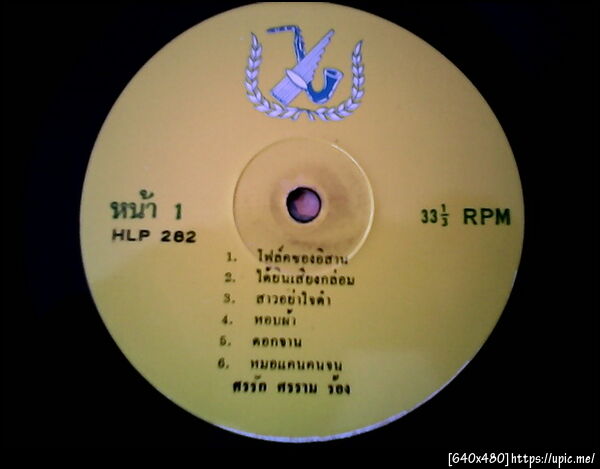 หน้า 1
HLP 282
33 1/3 RPM
1. โฟล์คของอีสาน
2. ได้ยินเสียงกล่อม
3. สาวอย่าใจดำ
4. หอบผ้า
5. ดอกจาน
6. หมอแคนคนจน
ศรรัก ศรราม ร้อง
[640x480]https://upic.me/